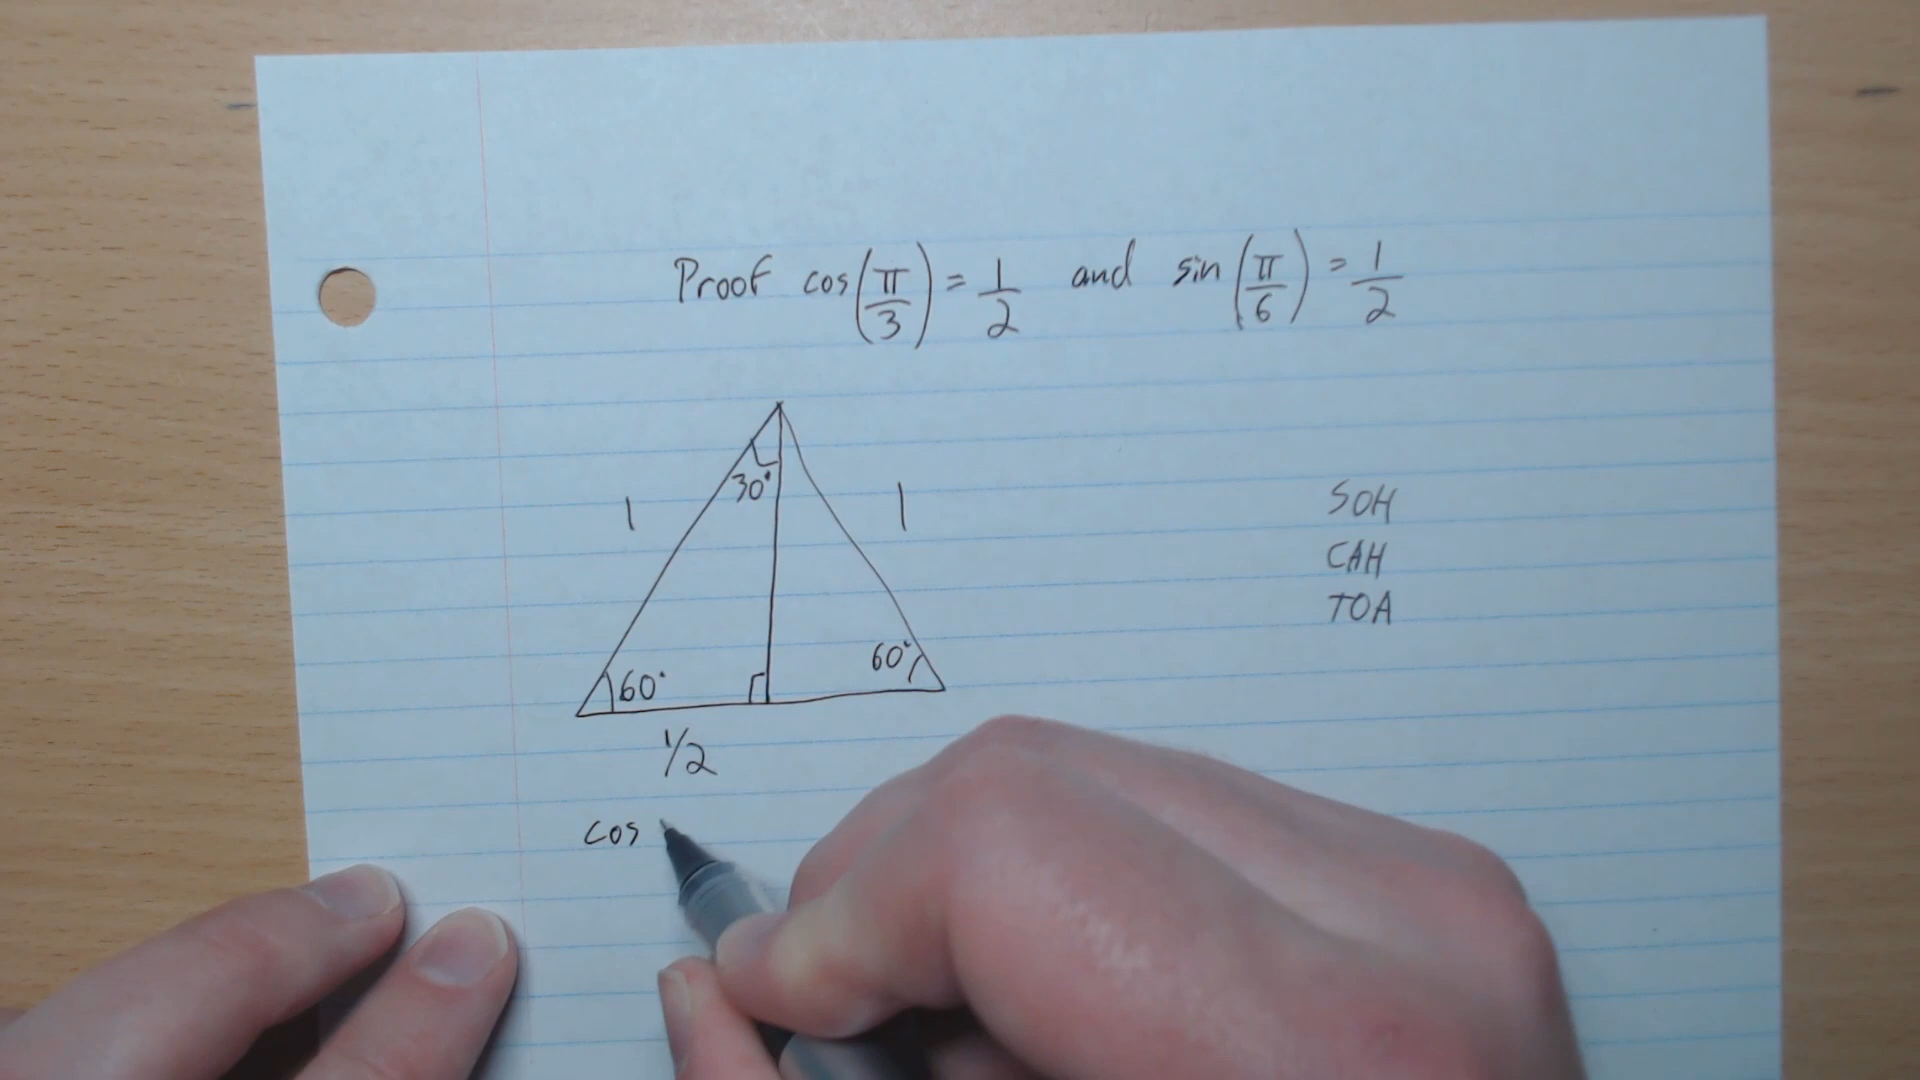 Proof cos(π/3) = 1/2 and sin(π/6) = 1/2
30°
1 1
SOH
CAH
TOA
60° 60°
1/2
cos